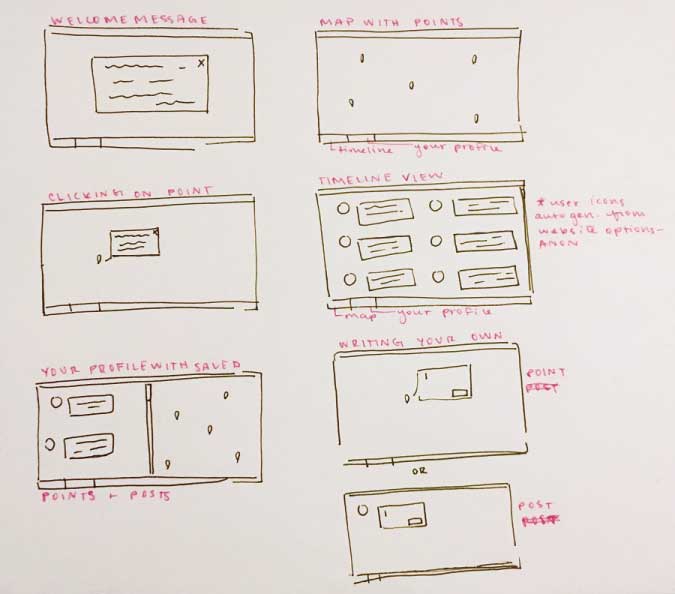 WELCOME MESSAGE
MAP WITH POINTS
timeline your profile
CLICKING ON POINT
TIMELINE VIEW
* user icons
auto gen. from
website options-
ANON
map your profile
YOUR PROFILE WITH SAVED
POINTS + POSTS
WRITING YOUR OWN
POINT
POST
OR
POST
POST